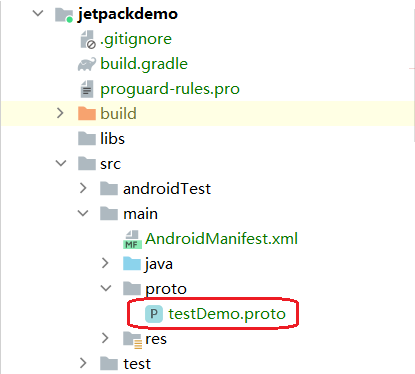 jetpackdemo
.gitignore
build.gradle
proguard-rules.pro
build
libs
src
androidTest
main
MF AndroidManifest.xml
java
proto
P testDemo.proto
res
test